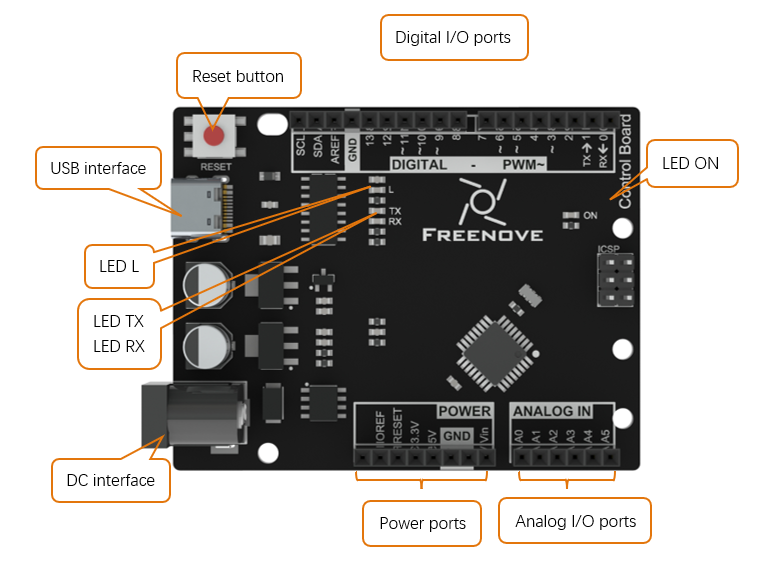 Digital I/O ports
Reset button
USB interface
LED ON
LED L
LED TX
LED RX
DC interface
Power ports
Analog I/O ports
RESET
SCL
SDA
AREF
GND
13
12
~11
~10
~9
8
7
~6
~5
4
~3
2
TX→1
RX←0
DIGITAL - PWM~
Control Board
L
TX
RX
FREENOVE
ON
ICSP
POWER
IOREF
RESET
3.3V
5V
GND
Vin
ANALOG IN
A0
A1
A2
A3
A4
A5